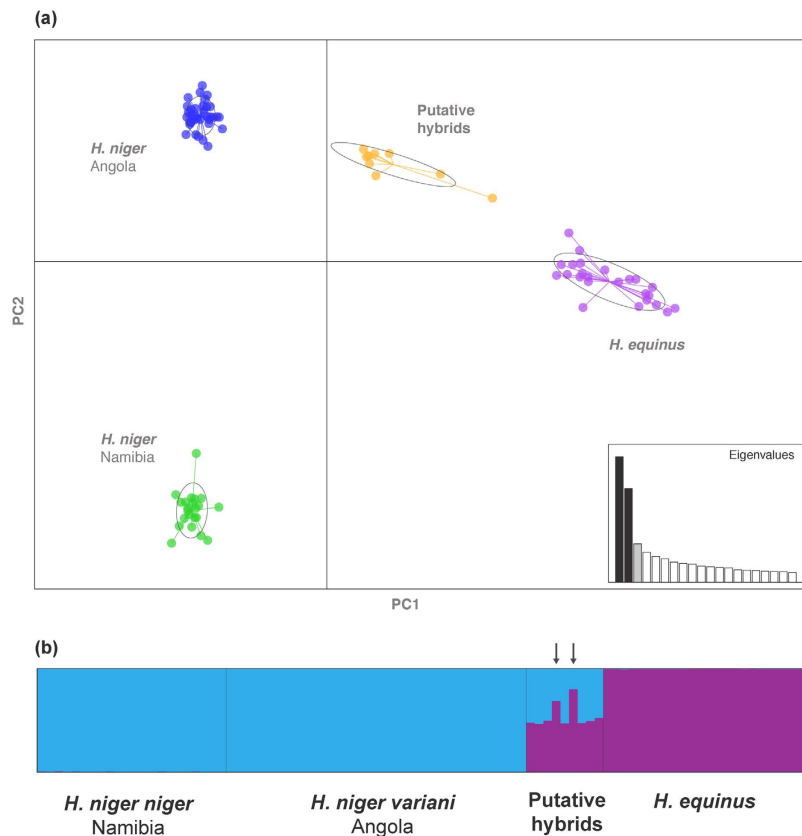 (a)
H. niger
Angola
Putative
hybrids
H. equinus
H. niger
Namibia
PC2
Eigenvalues
PC1
(b)
H. niger niger
Namibia
H. niger variani
Angola
Putative
hybrids
H. equinus